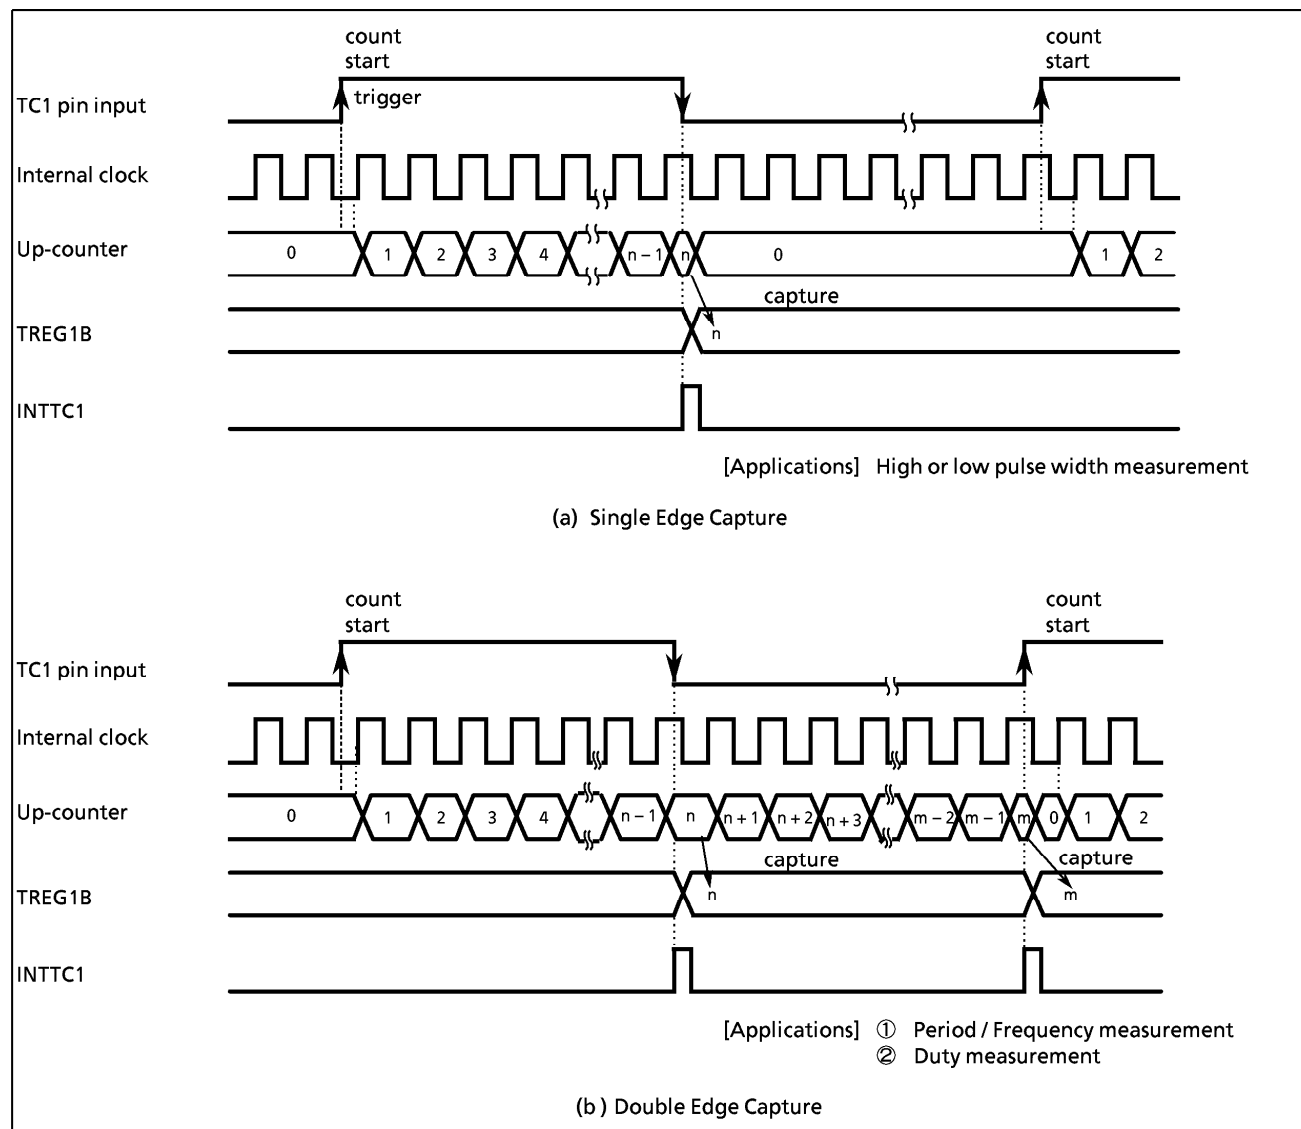 count
start
TC1 pin input
trigger
count
start
Internal clock
Up-counter
0 1 2 3 4 n – 1 n 0 1 2
capture
TREG1B
n
INTTC1
[Applications] High or low pulse width measurement
(a) Single Edge Capture
count
start
count
start
TC1 pin input
Internal clock
Up-counter
0 1 2 3 4 n – 1 n n + 1 n + 2 n + 3 m – 2 m – 1 m 0 1 2
capture
capture
TREG1B
n
m
INTTC1
[Applications] ① Period / Frequency measurement
② Duty measurement
(b) Double Edge Capture